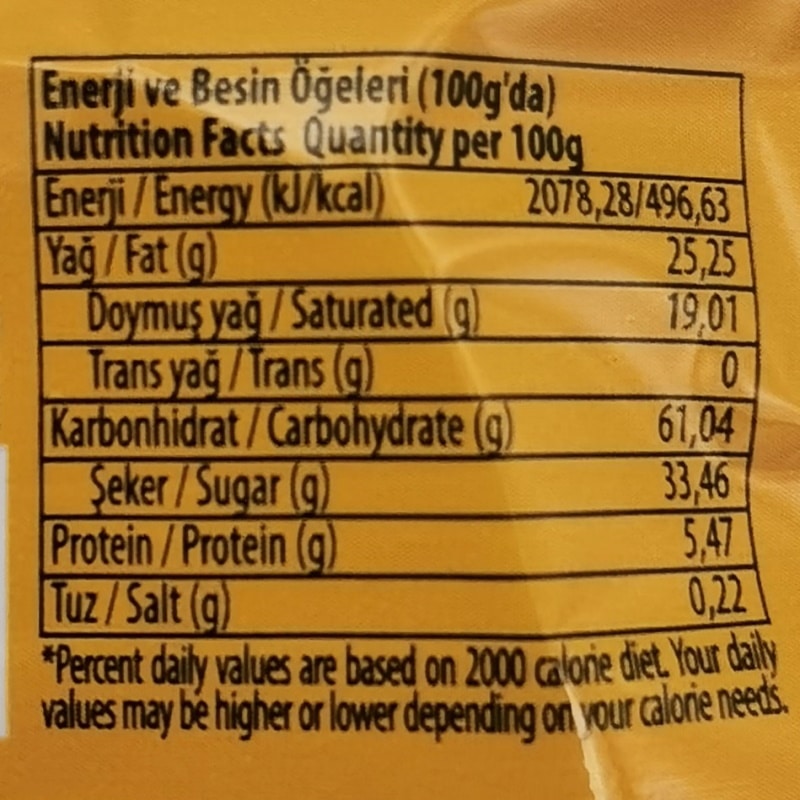 Enerji ve Besin Öğeleri (100g'da)
Nutrition Facts Quantity per 100g
Enerji / Energy (kJ/kcal) 2078,28/496,63
Yağ / Fat (g) 25,25
Doymuş yağ / Saturated (g) 19,01
Trans yağ / Trans (g) 0
Karbonhidrat / Carbohydrate (g) 61,04
Şeker / Sugar (g) 33,46
Protein / Protein (g) 5,47
Tuz / Salt (g) 0,22
*Percent daily values are based on 2000 calorie diet. Your daily
values may be higher or lower depending on your calorie needs.